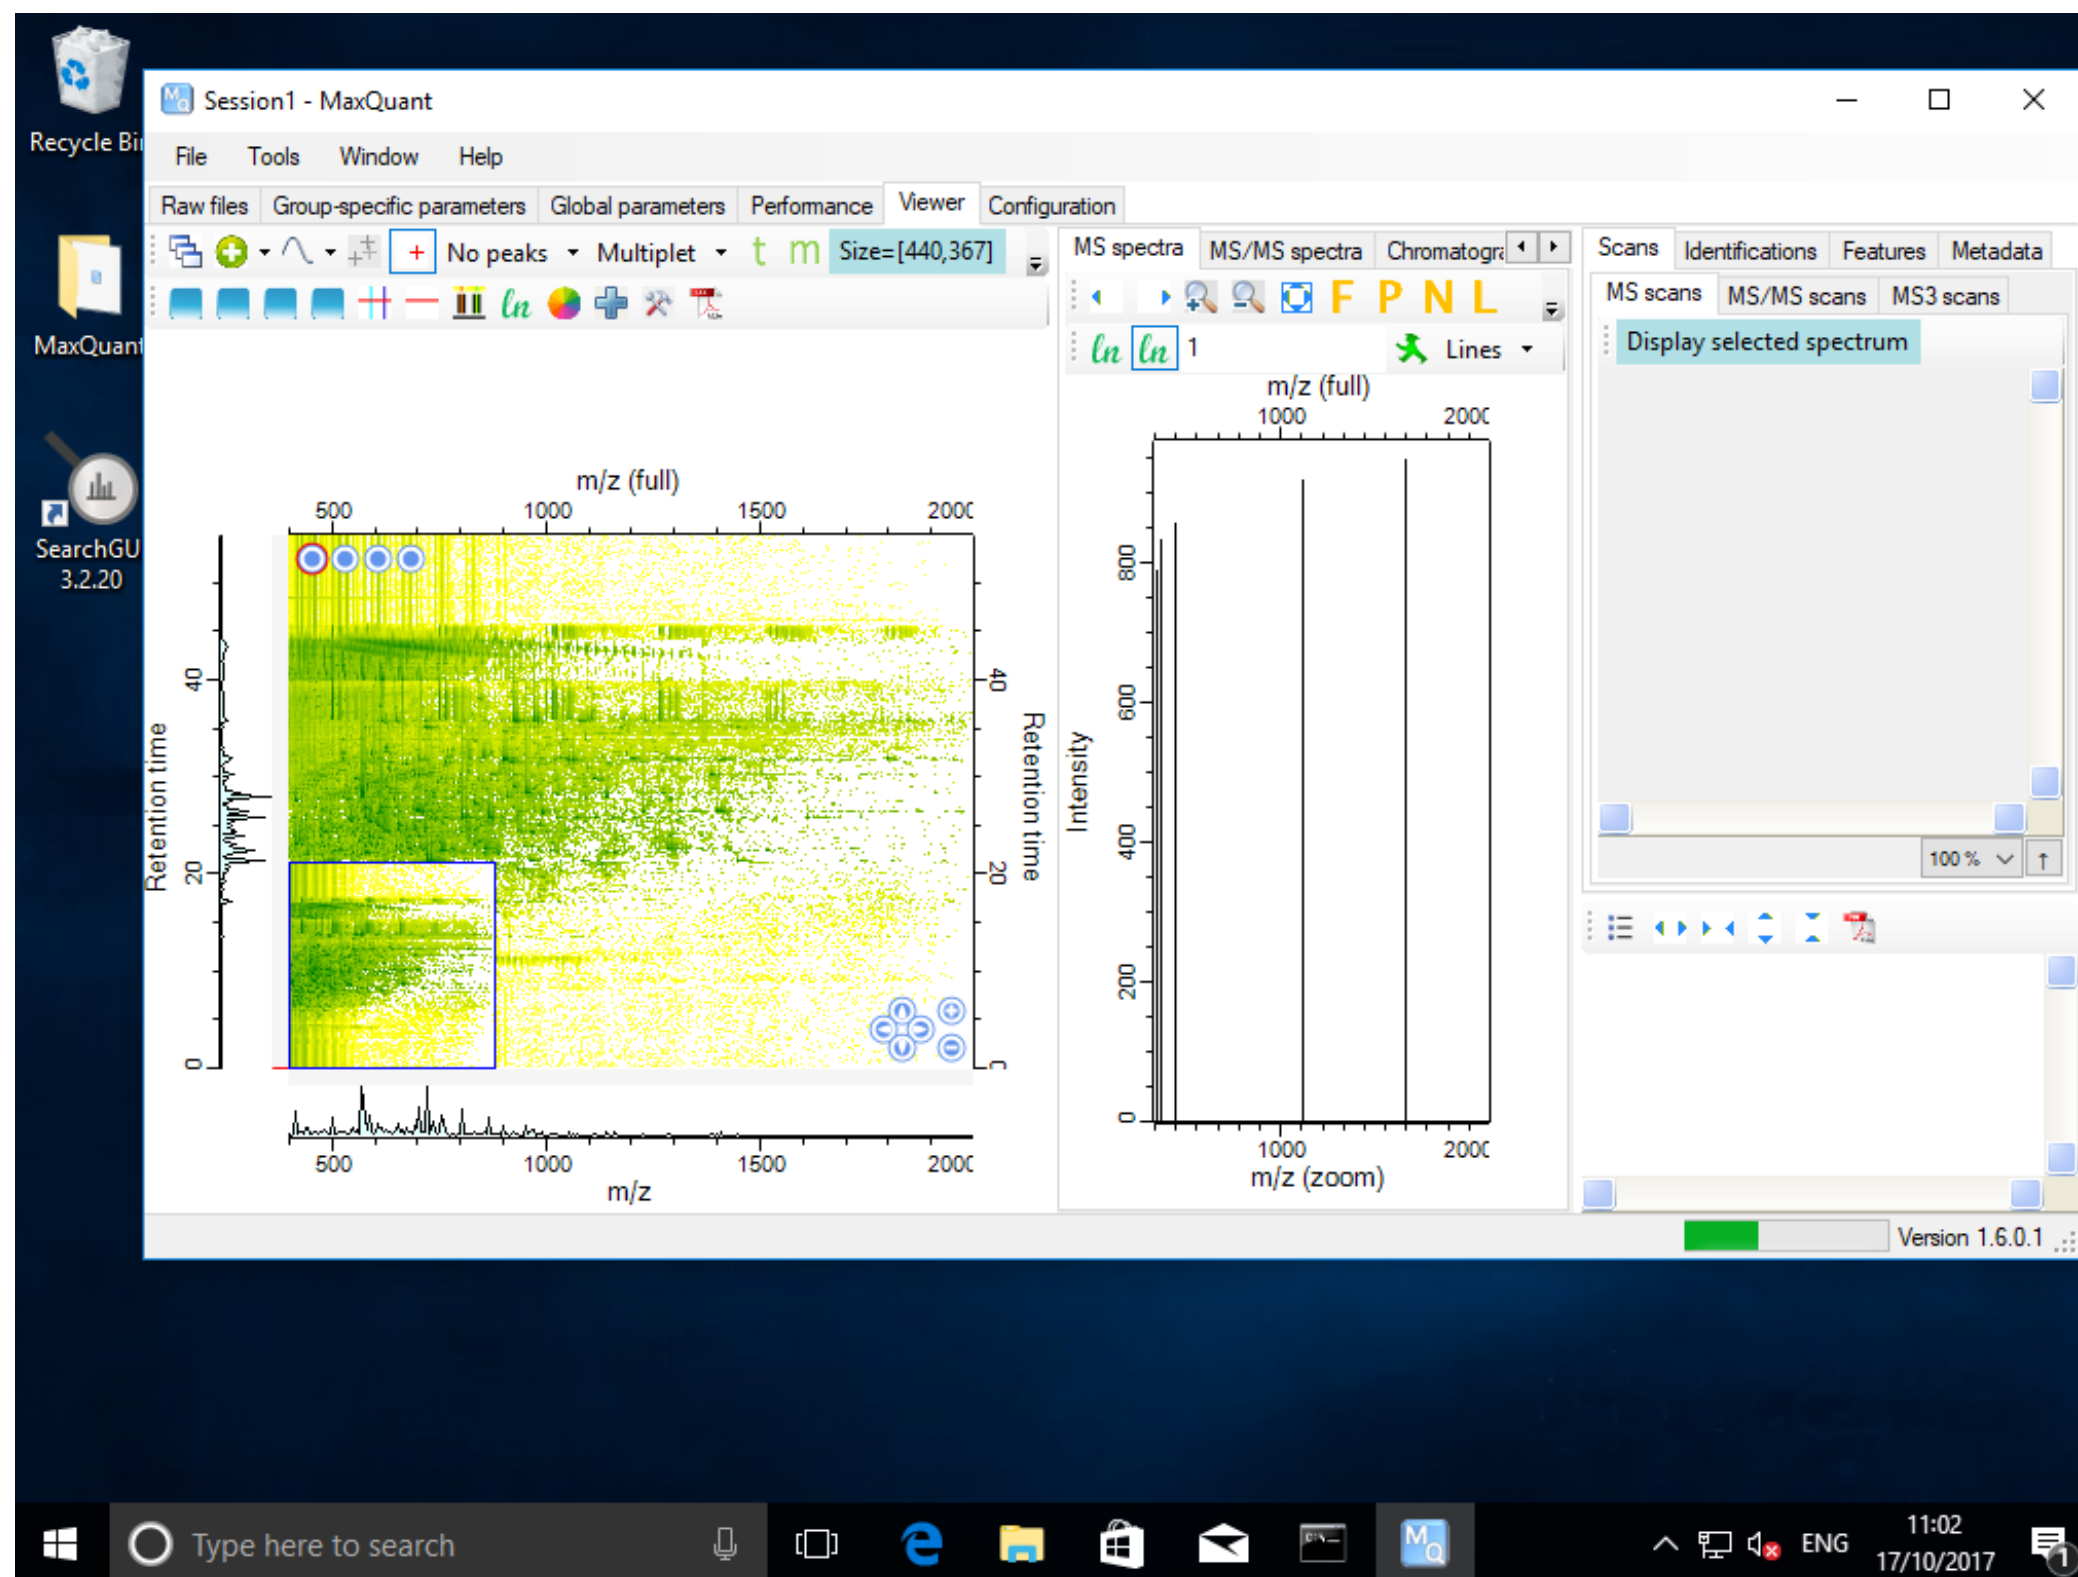 Recycle Bin
MaxQuant
SearchGU
3.2.20
Session1 - MaxQuant
File Tools Window Help
Raw files Group-specific parameters Global parameters Performance Viewer Configuration
No peaks Multiplet t m Size=[440,367]
ln
MS spectra MS/MS spectra Chromatogr
F P N L
ln ln 1 Lines
Scans Identifications Features Metadata
MS scans MS/MS scans MS3 scans
Display selected spectrum
100 %
m/z (full)
500 1000 1500 2000
Retention time
40
20
0
40
20
0
Retention time
500 1000 1500 2000
m/z
m/z (full)
1000 2000
Intensity
800
600
400
200
0
1000 2000
m/z (zoom)
Version 1.6.0.1
Type here to search
ENG
11:02
17/10/2017
1